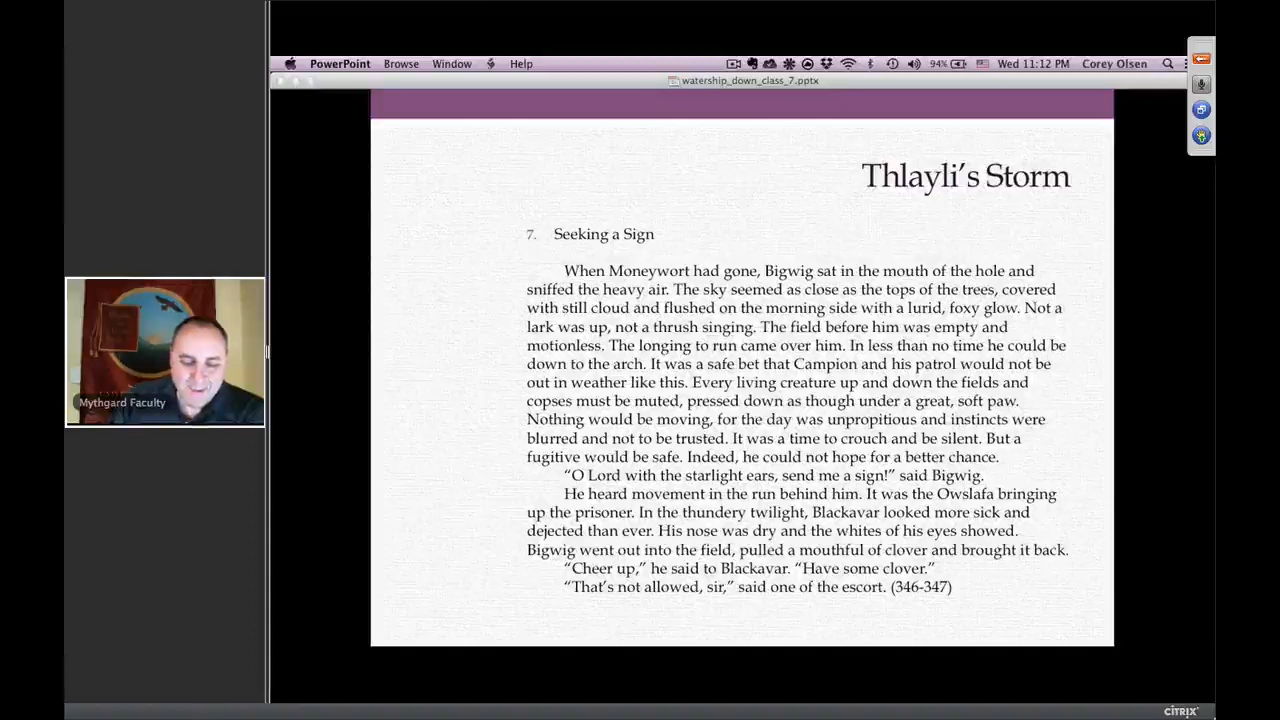 PowerPoint Browse Window Help 94% Wed 11:12 PM Corey Olsen
watership_down_class_7.pptx
Thlayli's Storm
7. Seeking a Sign
When Moneywort had gone, Bigwig sat in the mouth of the hole and
sniffed the heavy air. The sky seemed as close as the tops of the trees, covered
with still cloud and flushed on the morning side with a lurid, foxy glow. Not a
lark was up, not a thrush singing. The field before him was empty and
motionless. The longing to run came over him. In less than no time he could be
down to the arch. It was a safe bet that Campion and his patrol would not be
out in weather like this. Every living creature up and down the fields and
copses must be muted, pressed down as though under a great, soft paw.
Nothing would be moving, for the day was unpropitious and instincts were
blurred and not to be trusted. It was a time to crouch and be silent. But a
fugitive would be safe. Indeed, he could not hope for a better chance.
“O Lord with the starlight ears, send me a sign!” said Bigwig.
He heard movement in the run behind him. It was the Owslafa bringing
up the prisoner. In the thundery twilight, Blackavar looked more sick and
dejected than ever. His nose was dry and the whites of his eyes showed.
Bigwig went out into the field, pulled a mouthful of clover and brought it back.
“Cheer up,” he said to Blackavar. “Have some clover.”
“That’s not allowed, sir,” said one of the escort. (346-347)
Mythgard Faculty
CITRIX